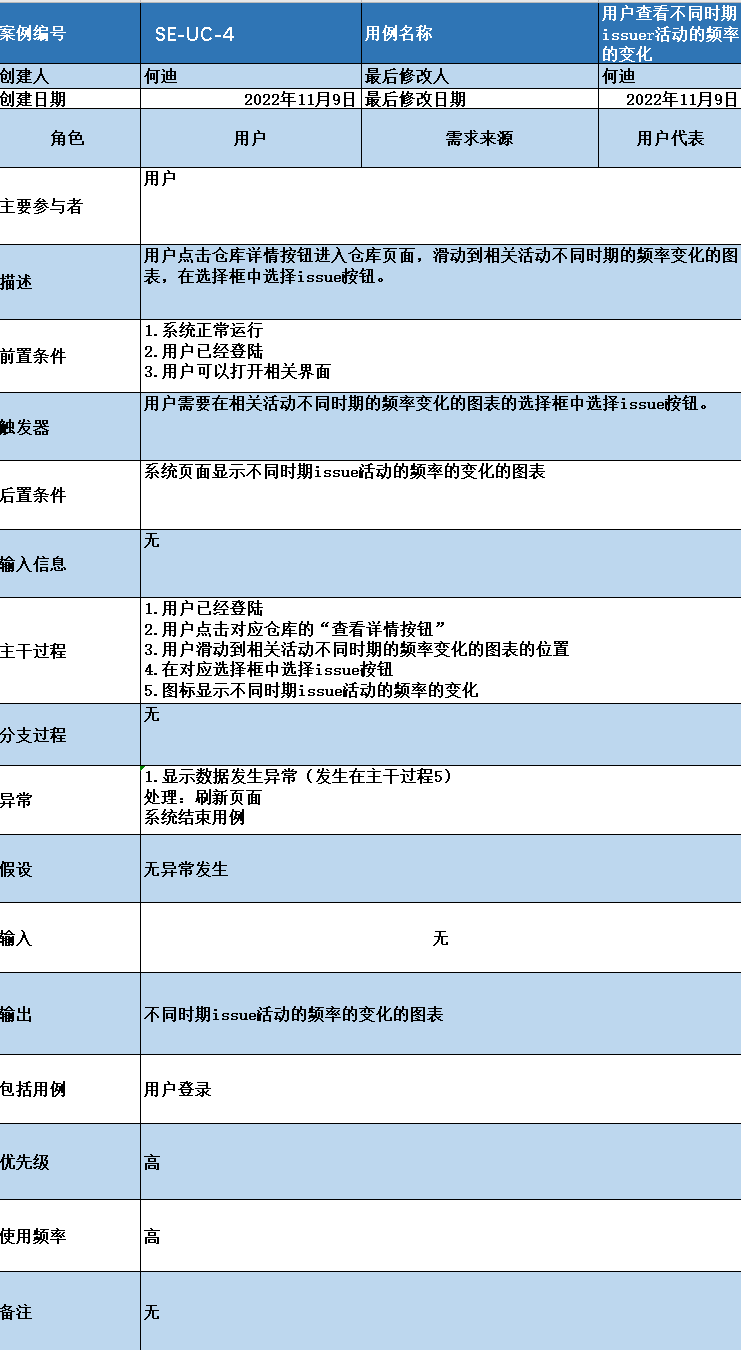 案例编号 SE-UC-4 用例名称 用户查看不同时期
issuer活动的频率
的变化
创建人 何迪 最后修改人 何迪
创建日期 2022年11月9日 最后修改日期 2022年11月9日
角色 用户 需求来源 用户代表
主要参与者 用户
描述 用户点击仓库详情按钮进入仓库页面，滑动到相关活动不同时期的频率变化的图
表，在选择框中选择issue按钮。
前置条件 1.系统正常运行
2.用户已经登陆
3.用户可以打开相关界面
触发器 用户需要在相关活动不同时期的频率变化的图表的选择框中选择issue按钮。
后置条件 系统页面显示不同时期issue活动的频率的变化的图表
输入信息 无
主干过程 1.用户已经登陆
2.用户点击对应仓库的“查看详情按钮”
3.用户滑动到相关活动不同时期的频率变化的图表的位置
4.在对应选择框中选择issue按钮
5.图标显示不同时期issue活动的频率的变化
分支过程 无
异常 1.显示数据发生异常（发生在主干过程5）
处理：刷新页面
系统结束用例
假设 无异常发生
输入 无
输出 不同时期issue活动的频率的变化的图表
包括用例 用户登录
优先级 高
使用频率 高
备注 无